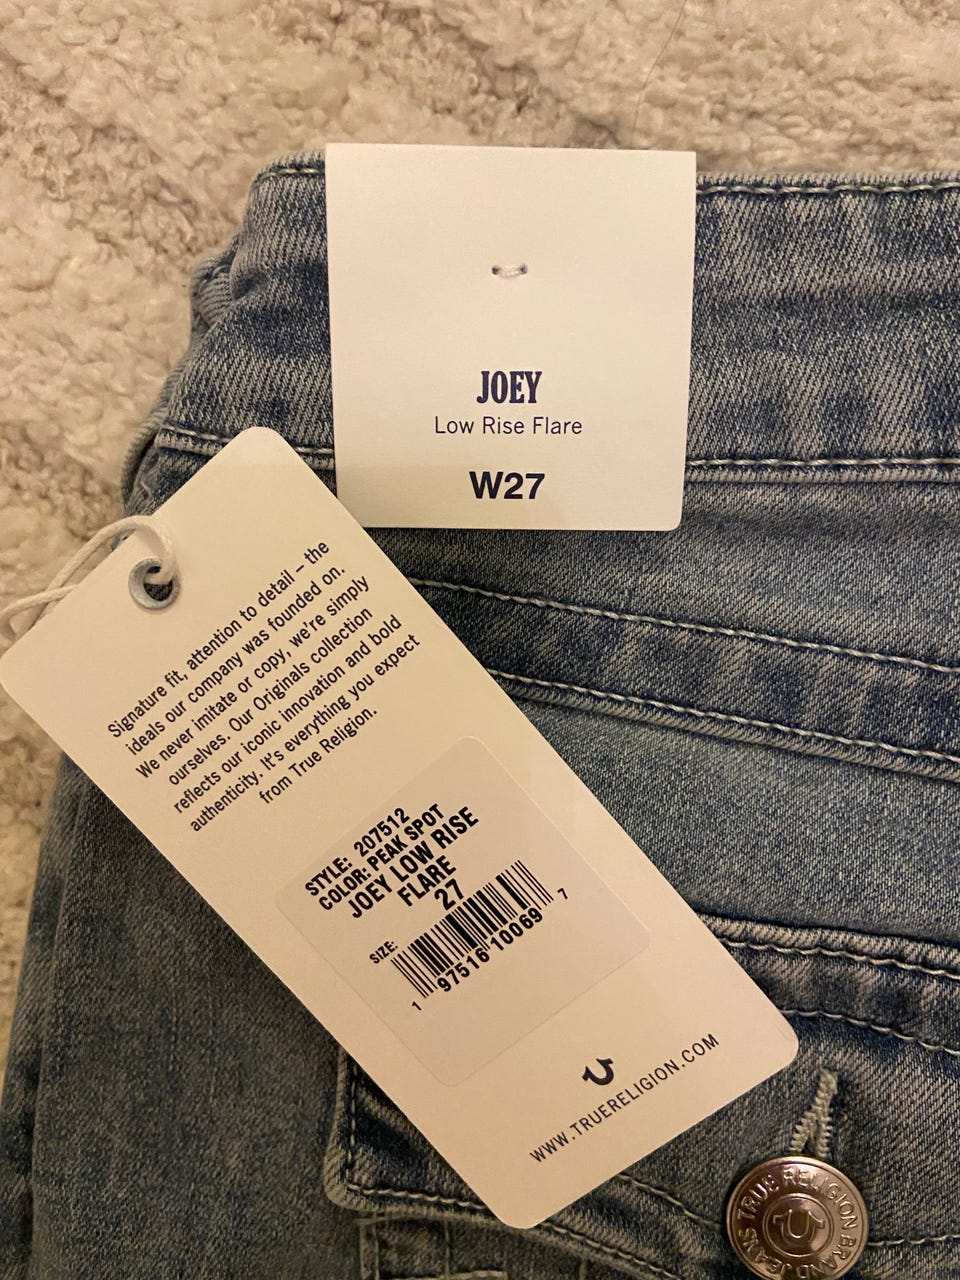 JOEY
Low Rise Flare
W27
Signature fit, attention to detail – the
ideals our company was founded on.
We never imitate or copy, we're simply
ourselves. Our Originals collection
reflects our iconic innovation and bold
authenticity. It's everything you expect
from True Religion.
STYLE: 207512
COLOR: PEAK SPOT
JOEY LOW RISE
FLARE
SIZE: 27
1 97516 10069 7
WWW.TRUERELIGION.COM
TRUE RELIGION BRAND JEANS